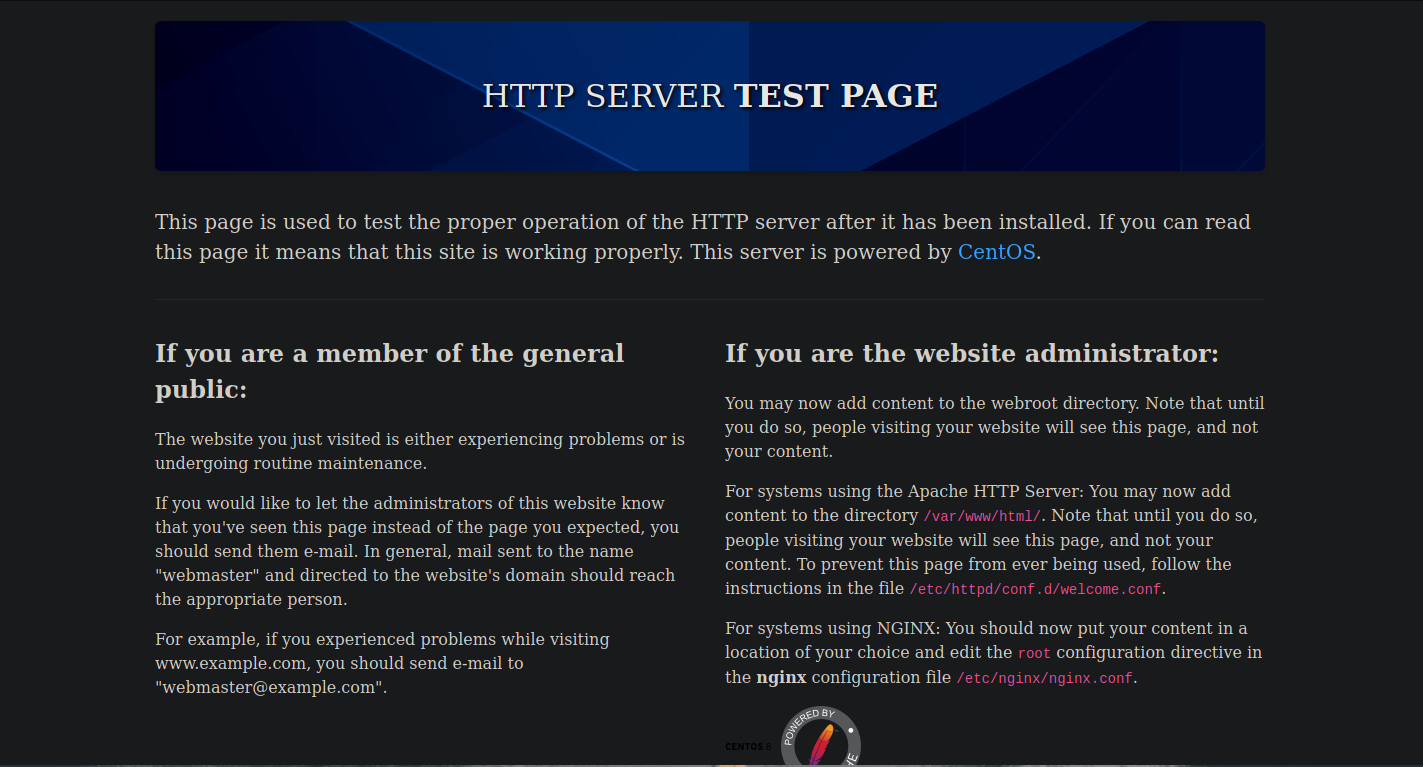 HTTP SERVER TEST PAGE
This page is used to test the proper operation of the HTTP server after it has been installed. If you can read
this page it means that this site is working properly. This server is powered by CentOS.
If you are a member of the general
public:
The website you just visited is either experiencing problems or is
undergoing routine maintenance.
If you would like to let the administrators of this website know
that you've seen this page instead of the page you expected, you
should send them e-mail. In general, mail sent to the name
"webmaster" and directed to the website's domain should reach
the appropriate person.
For example, if you experienced problems while visiting
www.example.com, you should send e-mail to
"webmaster@example.com".
If you are the website administrator:
You may now add content to the webroot directory. Note that until
you do so, people visiting your website will see this page, and not
your content.
For systems using the Apache HTTP Server: You may now add
content to the directory /var/www/html/. Note that until you do so,
people visiting your website will see this page, and not your
content. To prevent this page from ever being used, follow the
instructions in the file /etc/httpd/conf.d/welcome.conf.
For systems using NGINX: You should now put your content in a
location of your choice and edit the root configuration directive in
the nginx configuration file /etc/nginx/nginx.conf.
CENTOS 8
POWERED BY